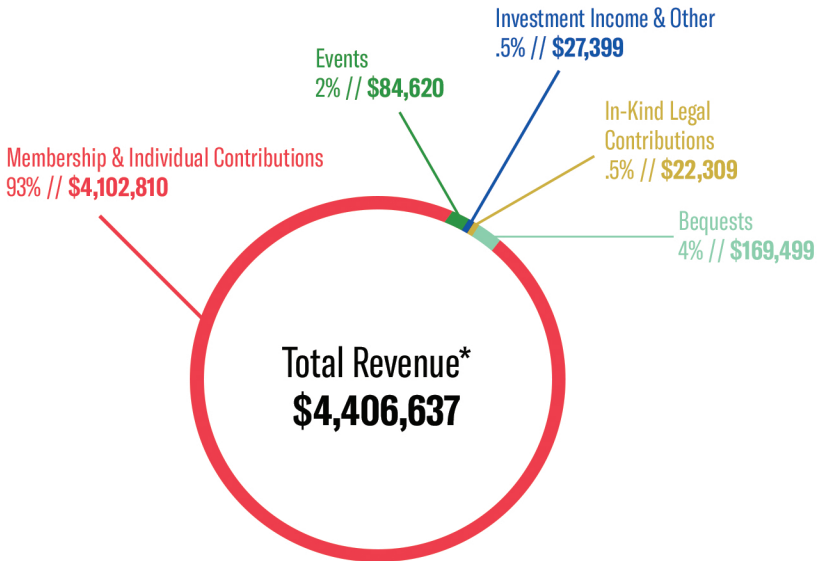 Investment Income & Other
.5% // $27,399
Events
2% // $84,620
In-Kind Legal
Contributions
.5% // $22,309
Membership & Individual Contributions
93% // $4,102,810
Bequests
4% // $169,499
Total Revenue*
$4,406,637